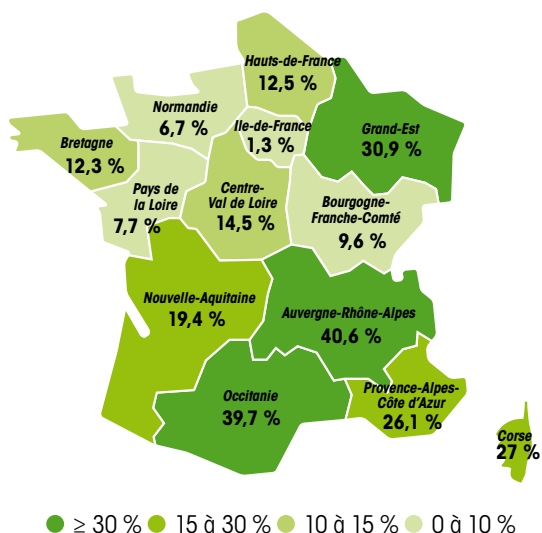 Hauts-de-France
12,5 %
Normandie
6,7 %
Ile-de-France
1,3 %
Grand-Est
30,9 %
Bretagne
12,3 %
Pays de
la Loire
7,7 %
Centre-
Val de Loire
14,5 %
Bourgogne-
Franche-Comté
9,6 %
Nouvelle-Aquitaine
19,4 %
Auvergne-Rhône-Alpes
40,6 %
Occitanie
39,7 %
Provence-Alpes-
Côte d'Azur
26,1 %
Corse
27 %
≥ 30 % 15 à 30 % 10 à 15 % 0 à 10 %